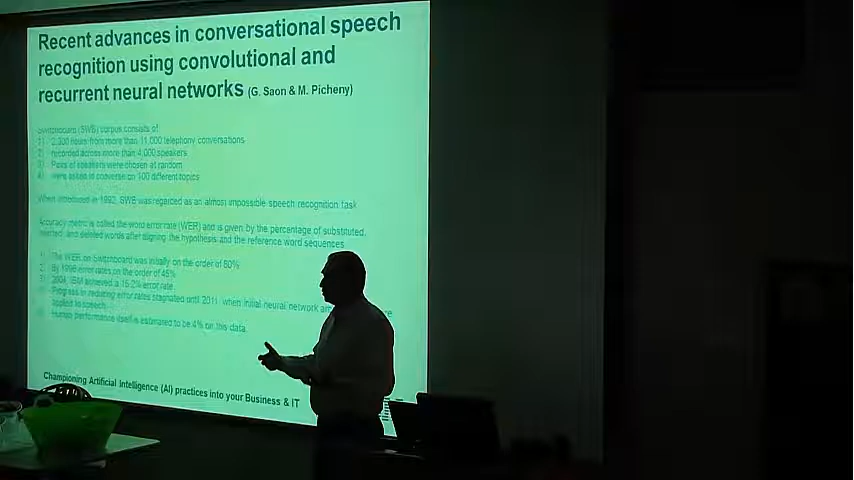 Recent advances in conversational speech
recognition using convolutional and
recurrent neural networks (G. Saon & M. Picheny)
Switchboard (SWB) corpus consists of
1) 2,300 hours from more than 11,000 telephony conversations
2) recorded across more than 4,000 speakers
3) Pairs of speakers were chosen at random
4) were asked to converse on 100 different topics
When introduced in 1992, SWB was regarded as an almost impossible speech recognition task
Accuracy metric is called the word error rate (WER) and is given by the percentage of substituted,
inserted, and deleted words after aligning the hypothesis and the reference word sequences
1) The WER on Switchboard was initially on the order of 80%
2) By 1998 error rates on the order of 45%
3) 2004, IBM achieved a 15.2% error rate
Progress in reducing error rates stagnated until 2011, when initial neural network
applied to speech
Human performance itself is estimated to be 4% on this data.
Championing Artificial Intelligence (AI) practices into your Business & IT